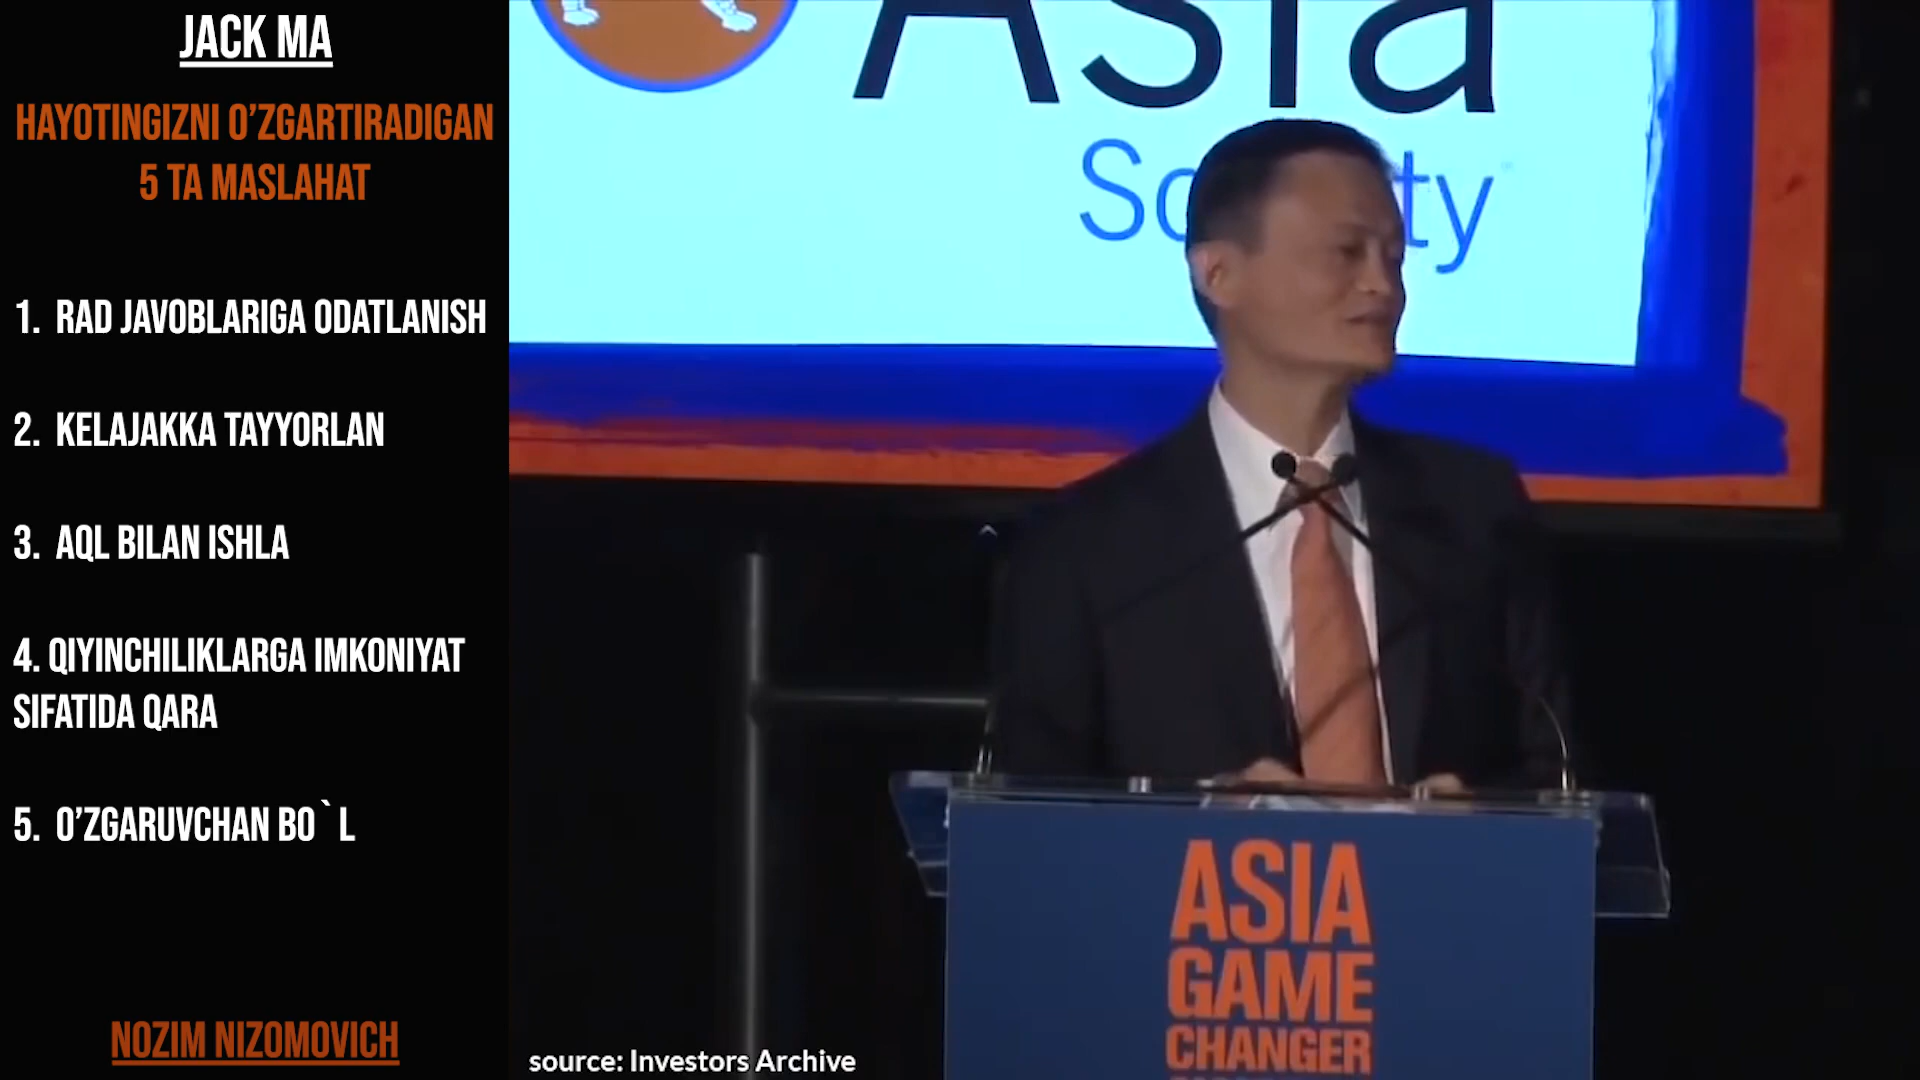 JACK MA
HAYOTINGIZNI O’ZGARTIRADIGAN
5 TA MASLAHAT
1. RAD JAVOBLARIGA ODATLANISH
2. KELAJAKKA TAYYORLAN
3. AQL BILAN ISHLA
4. QIYINCHILIKLARGA IMKONIYAT
SIFATIDA QARA
5. O’ZGARUVCHAN BO`L
NOZIM NIZOMOVICH
Asia
ASIA
GAME
CHANGER
source: Investors Archive